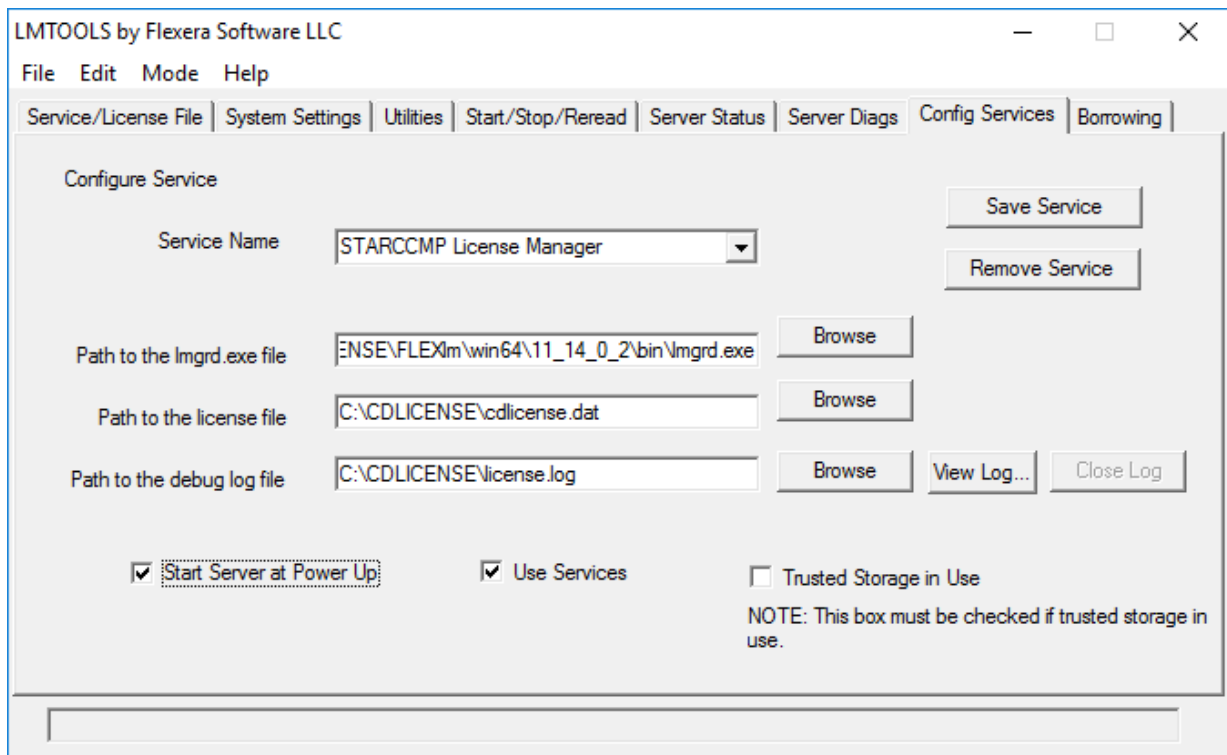 LMTOOLS by Flexera Software LLC
File Edit Mode Help
Service/License File System Settings Utilities Start/Stop/Reread Server Status Server Diags Config Services Borrowing
Configure Service
Save Service
Service Name STARCCMP License Manager
Remove Service
Path to the lmgrd.exe file ENSE\FLEXlm\win64\11_14_0_2\bin\lmgrd.exe Browse
Path to the license file C:\CDLICENSE\cdlicense.dat Browse
Path to the debug log file C:\CDLICENSE\license.log Browse View Log... Close Log
Start Server at Power Up Use Services Trusted Storage in Use
NOTE: This box must be checked if trusted storage in
use.